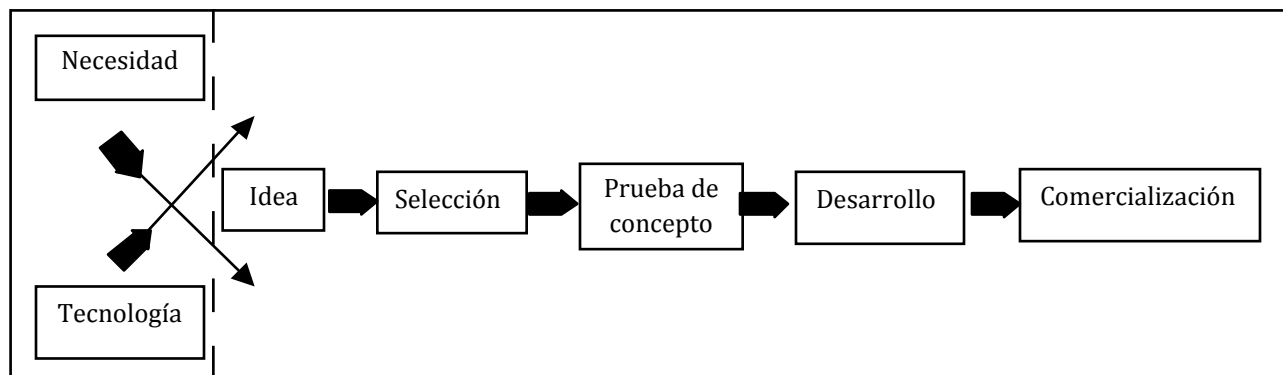 Necesidad
Tecnología
Idea
Selección
Prueba de
concepto
Desarrollo
Comercialización